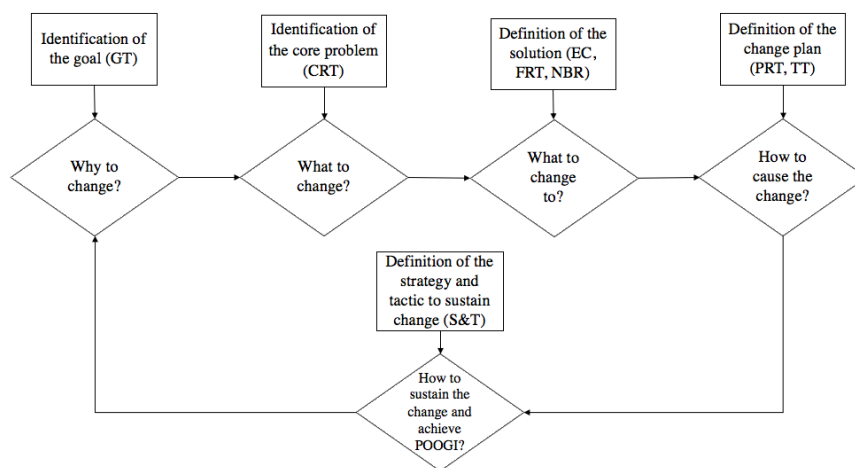 Identification of
the goal (GT)
Identification of
the core problem
(CRT)
Definition of the
solution (EC,
FRT, NBR)
Definition of the
change plan
(PRT, TT)
Why to
change?
What to
change?
What to
change
to?
How to
cause the
change?
Definition of the
strategy and
tactic to sustain
change (S&T)
How to
sustain the
change and
achieve
POOGI?